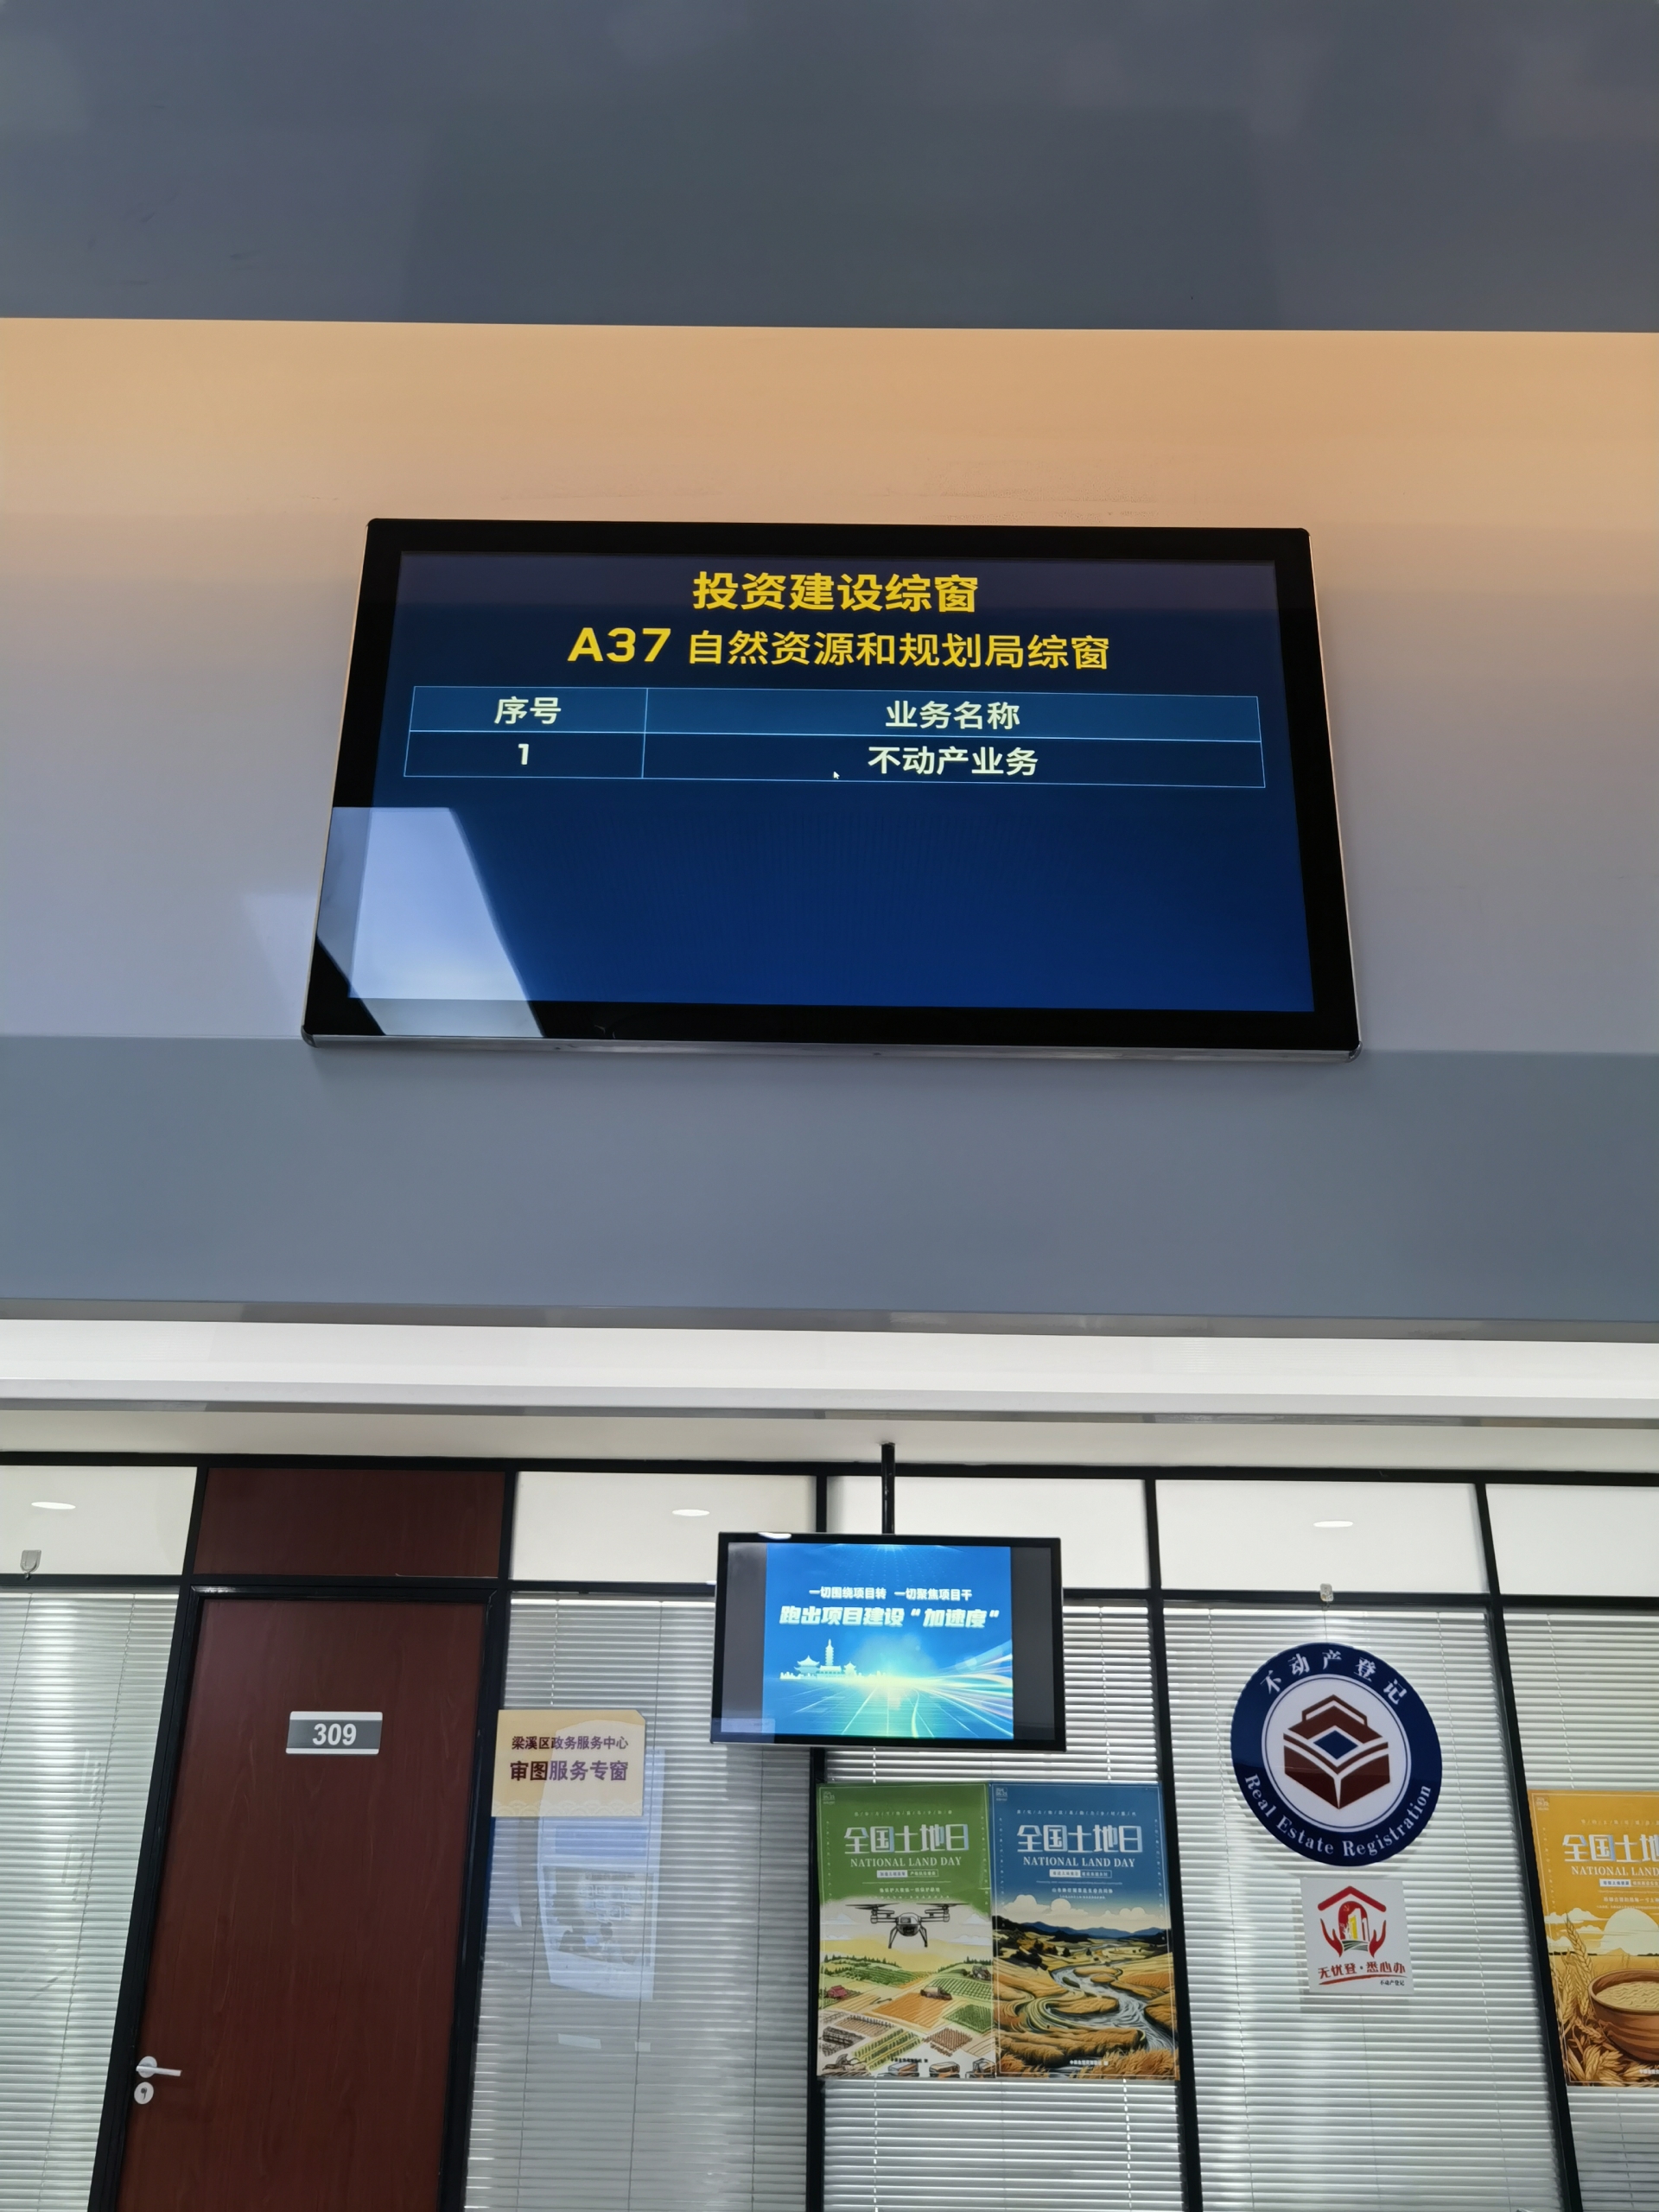 投资建设综窗
A37 自然资源和规划局综窗
序号 业务名称
1 不动产业务
一切围绕项目转 一切聚焦项目干
跑出项目建设“加速度”
309
梁溪区政务服务中心
审图服务专窗
不动产登记
Real Estate Registration
无忧登·悉心办
不动产登记
全国土地日
NATIONAL LAND DAY
全国土地日
NATIONAL LAND DAY
全国土地
NATIONAL LAND